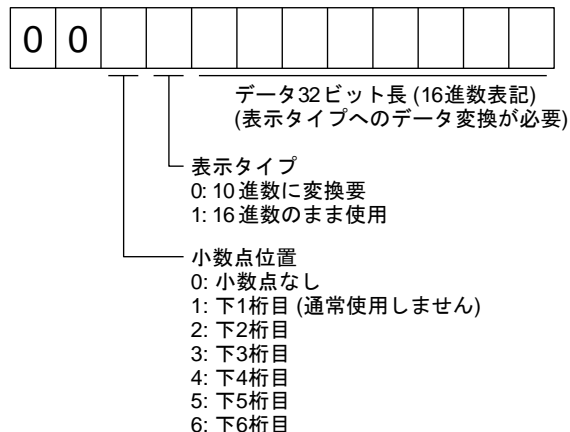 0 0
データ32ビット長 (16進数表記)
(表示タイプへのデータ変換が必要)
表示タイプ
0: 10進数に変換要
1: 16進数のまま使用
小数点位置
0: 小数点なし
1: 下1桁目 (通常使用しません)
2: 下2桁目
3: 下3桁目
4: 下4桁目
5: 下5桁目
6: 下6桁目